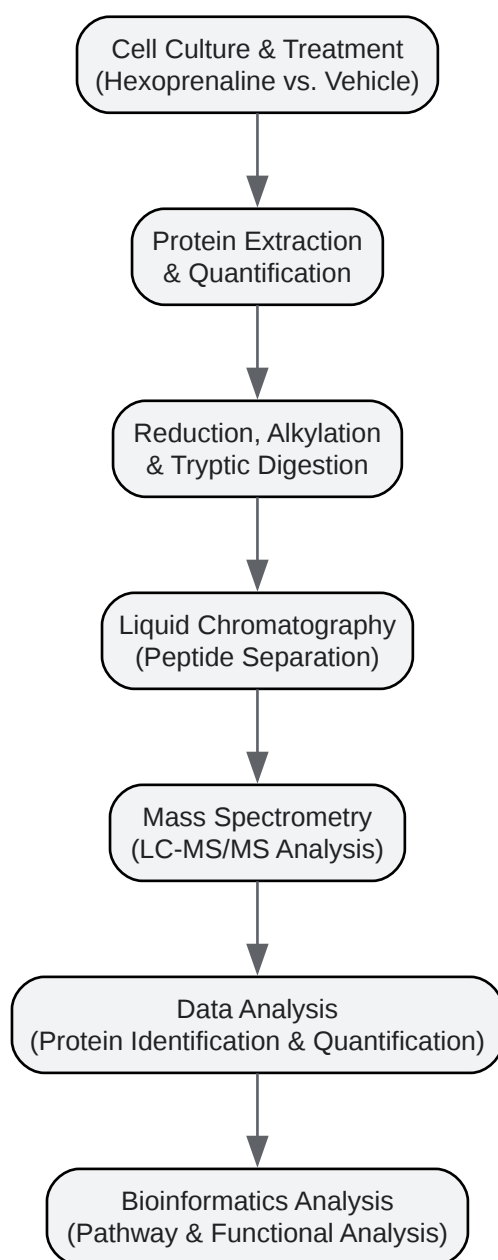 Cell Culture & Treatment
(Hexoprenaline vs. Vehicle)
Protein Extraction
& Quantification
Reduction, Alkylation
& Tryptic Digestion
Liquid Chromatography
(Peptide Separation)
Mass Spectrometry
(LC-MS/MS Analysis)
Data Analysis
(Protein Identification & Quantification)
Bioinformatics Analysis
(Pathway & Functional Analysis)